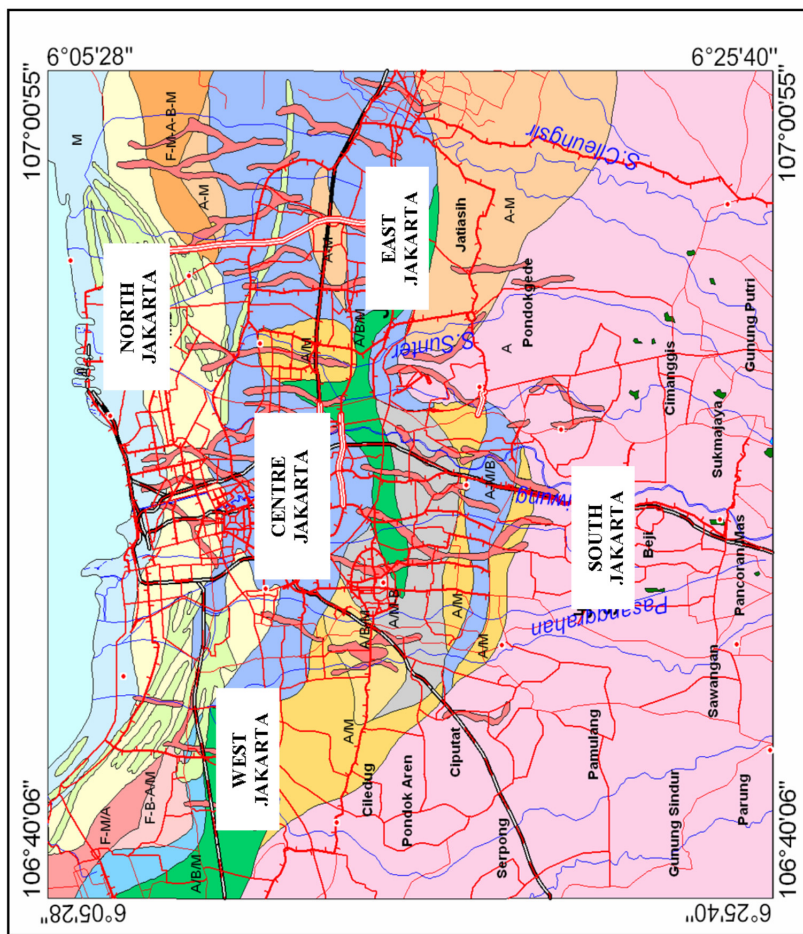 6°05'28"
6°25'40"
107°00'55"
107°00'55"
M
F-M-A-B-M
A-M
S.Cileungsir
NORTH
JAKARTA
A-M
EAST
JAKARTA
Jatiasih
A-M
A/M
A/B/M
S. Sunter
A
Pondokgede
Cimanggis
Gunung Putri
CENTRE
JAKARTA
A-M/B
wung
SOUTH
JAKARTA
Beji
Sukmajaya
Pancoran Mas
A/B/M
A/M-B
A/M
A/M
Pasanggrahan
WEST
JAKARTA
A/M
Ciledug
Pondok Aren
Ciputat
Pamulang
Sawangan
F-M/A
F-B-A/M
A/B/M
Serpong
Gunung Sindur
Parung
106°40'06"
106°40'06"
6°05'28"
6°25'40"